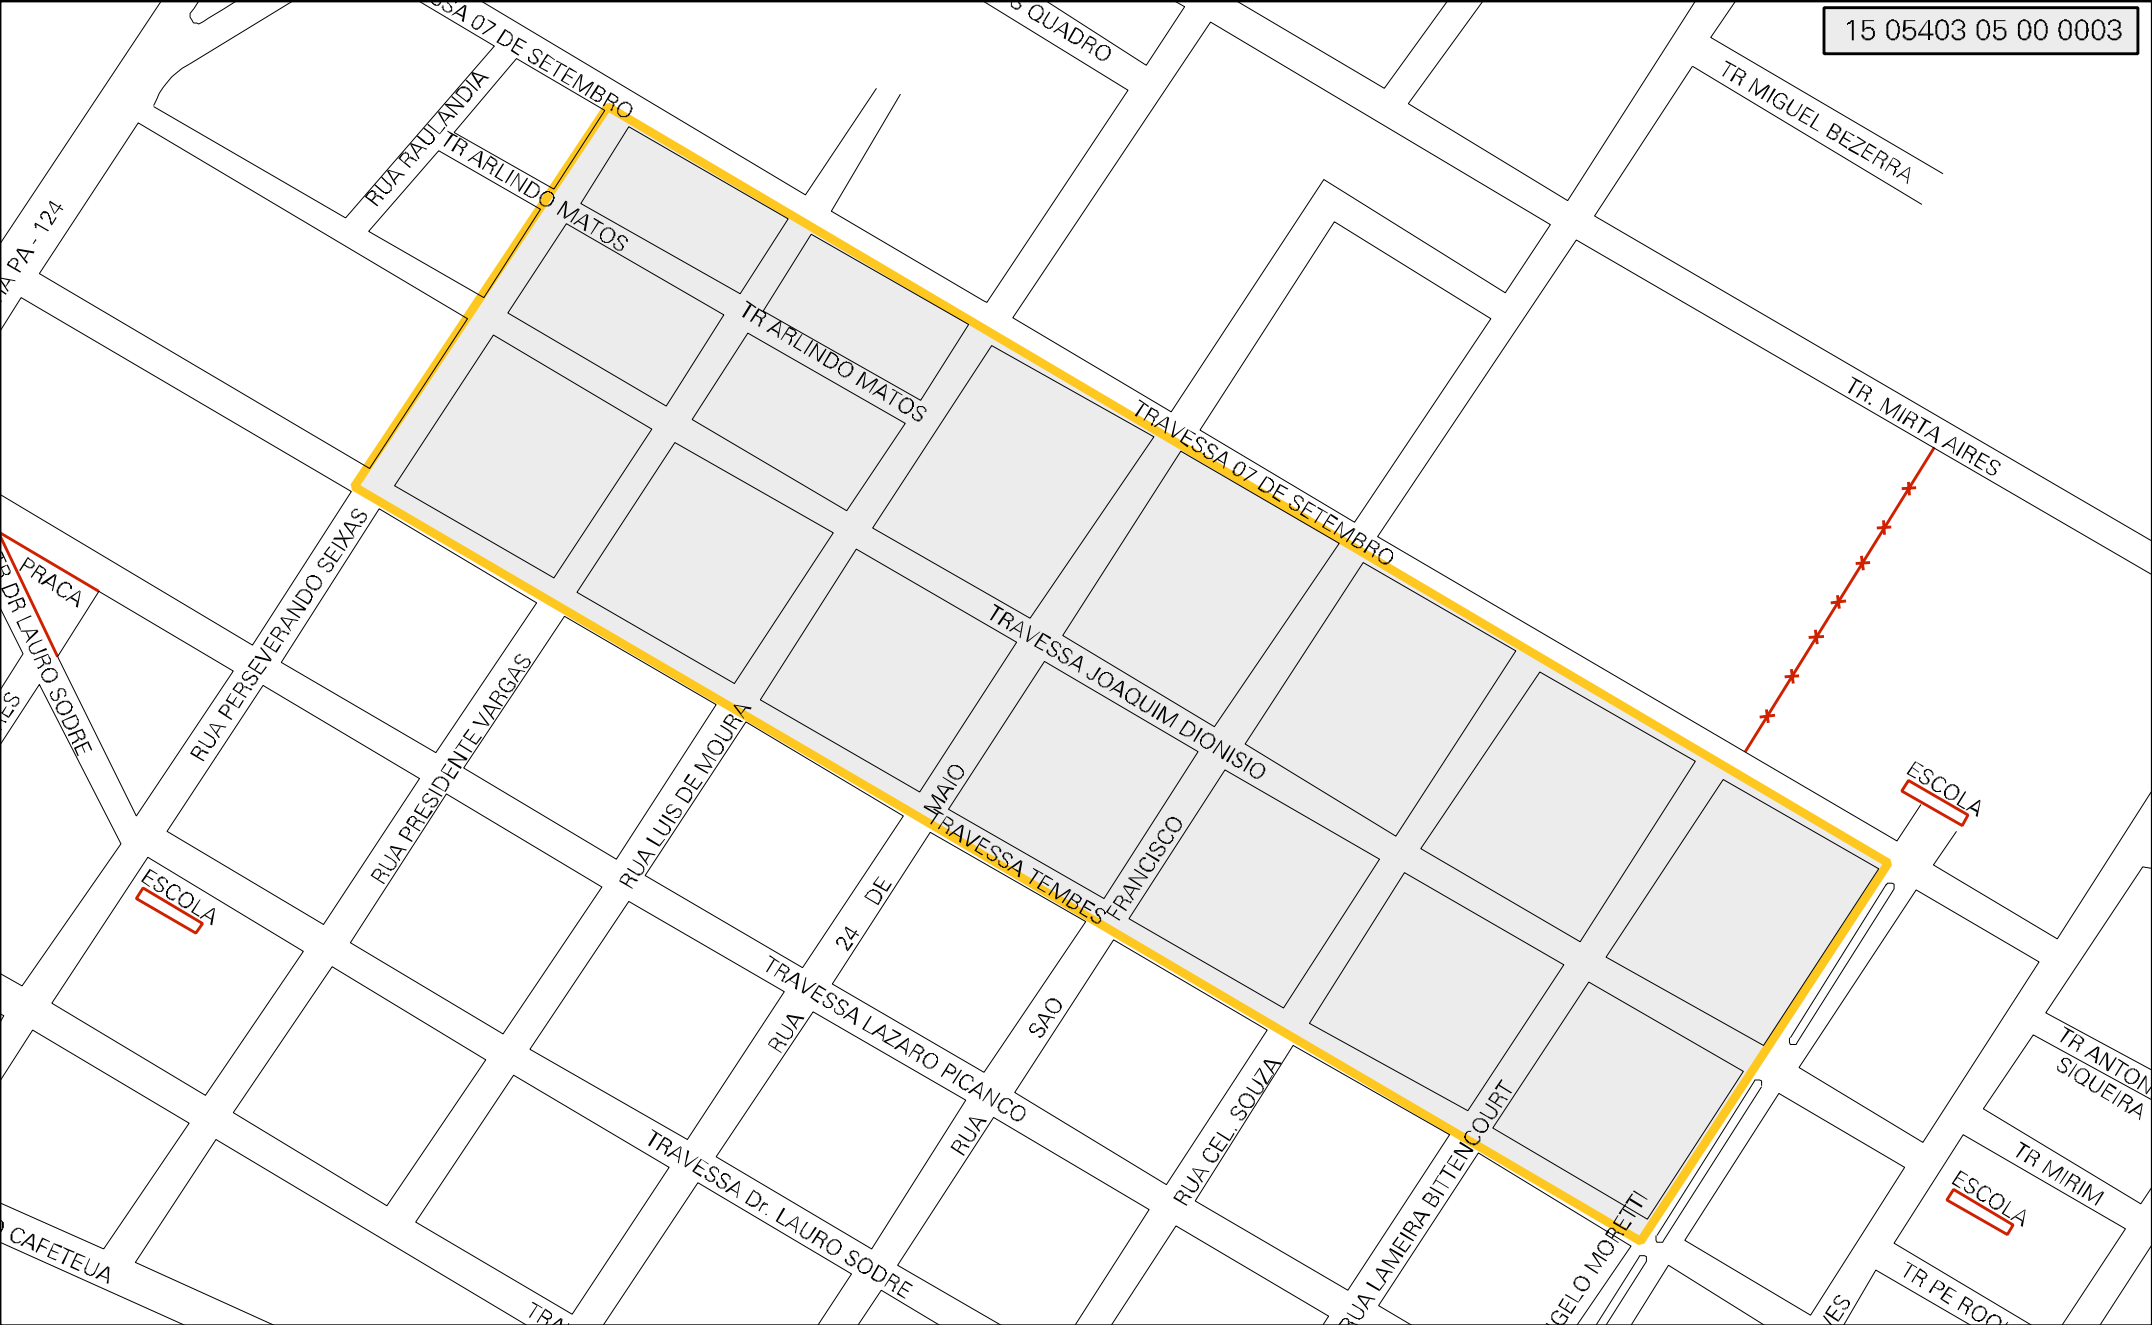 15 05403 05 00 0003
07 DE SETEMBRO
QUADRO
TR MIGUEL BEZERRA
RUA RAULANDIA
TR ARLINDO MATOS
PA - 124
TR ARLINDO MATOS
TRAVESSA 07 DE SETEMBRO
TR. MIRTA AIRES
PRACA
TR DR LAURO SODRE
RUA PERSEVERANDO SEIXAS
RUA PRESIDENTE VARGAS
RUA LUIS DE MOURA
TRAVESSA JOAQUIM DIONISIO
RUA 24 DE MAIO
TRAVESSA TEMBES
RUA SAO FRANCISCO
ESCOLA
ESCOLA
TRAVESSA LAZARO PICANCO
RUA CEL. SOUZA
RUA LAMEIRA BITTENCOURT
TR ANTON
SIQUEIRA
TR MIRIM
ESCOLA
TRAVESSA Dr. LAURO SODRE
GELO MORETTI
CAFETEUA
TR PE ROQ